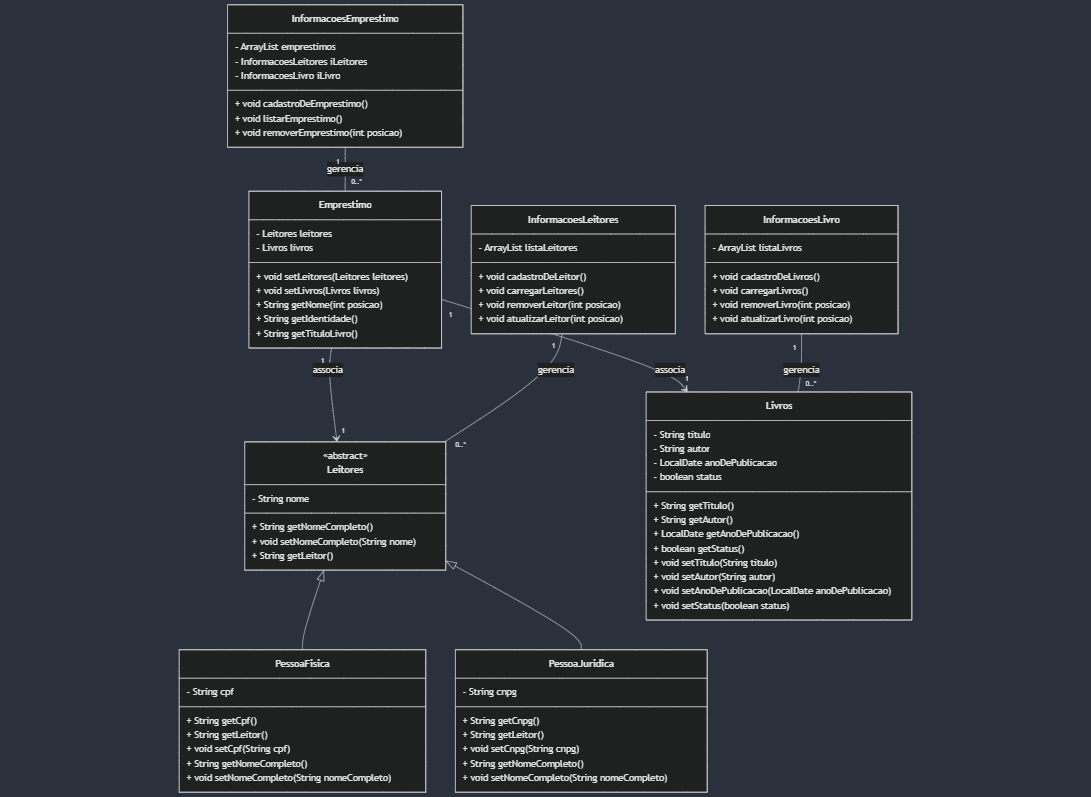 InformacoesEmprestimo
- ArrayList emprestimos
- InformacoesLeitores iLeitores
- InformacoesLivro iLivro
+ void cadastroDeEmprestimo()
+ void listarEmprestimo()
+ void removerEmprestimo(int posicao)
1
gerencia
0..*
Emprestimo
- Leitores leitores
- Livros livros
+ void setLeitores(Leitores leitores)
+ void setLivros(Livros livros)
+ String getNome(int posicao)
+ String getIdentidade()
+ String getTituloLivro()
InformacoesLeitores
- ArrayList listaLeitores
+ void cadastroDeLeitor()
+ void carregarLeitores()
+ void removerLeitor(int posicao)
+ void atualizarLeitor(int posicao)
InformacoesLivro
- ArrayList listaLivros
+ void cadastroDeLivros()
+ void carregarLivros()
+ void removerLivro(int posicao)
+ void atualizarLivro(int posicao)
1
1
associa
1
1
gerencia
0..*
associa
1
1
gerencia
0..*
«abstract»
Leitores
- String nome
+ String getNomeCompleto()
+ void setNomeCompleto(String nome)
+ String getLeitor()
Livros
- String titulo
- String autor
- LocalDate anoDePublicacao
- boolean status
+ String getTitulo()
+ String getAutor()
+ LocalDate getAnoDePublicacao()
+ boolean getStatus()
+ void setTitulo(String titulo)
+ void setAutor(String autor)
+ void setAnoDePublicacao(LocalDate anoDePublicacao)
+ void setStatus(boolean status)
PessoaFisica
- String cpf
+ String getCpf()
+ String getLeitor()
+ void setCpf(String cpf)
+ String getNomeCompleto()
+ void setNomeCompleto(String nomeCompleto)
PessoaJuridica
- String cnpg
+ String getCnpg()
+ String getLeitor()
+ void setCnpg(String cnpg)
+ String getNomeCompleto()
+ void setNomeCompleto(String nomeCompleto)